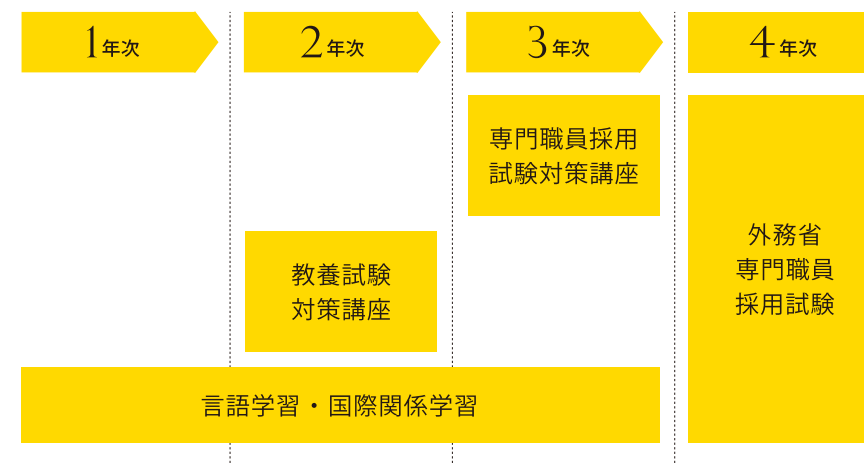 1年次
2年次
3年次
4年次
専門職員採用
試験対策講座
教養試験
対策講座
外務省
専門職員
採用試験
言語学習・国際関係学習